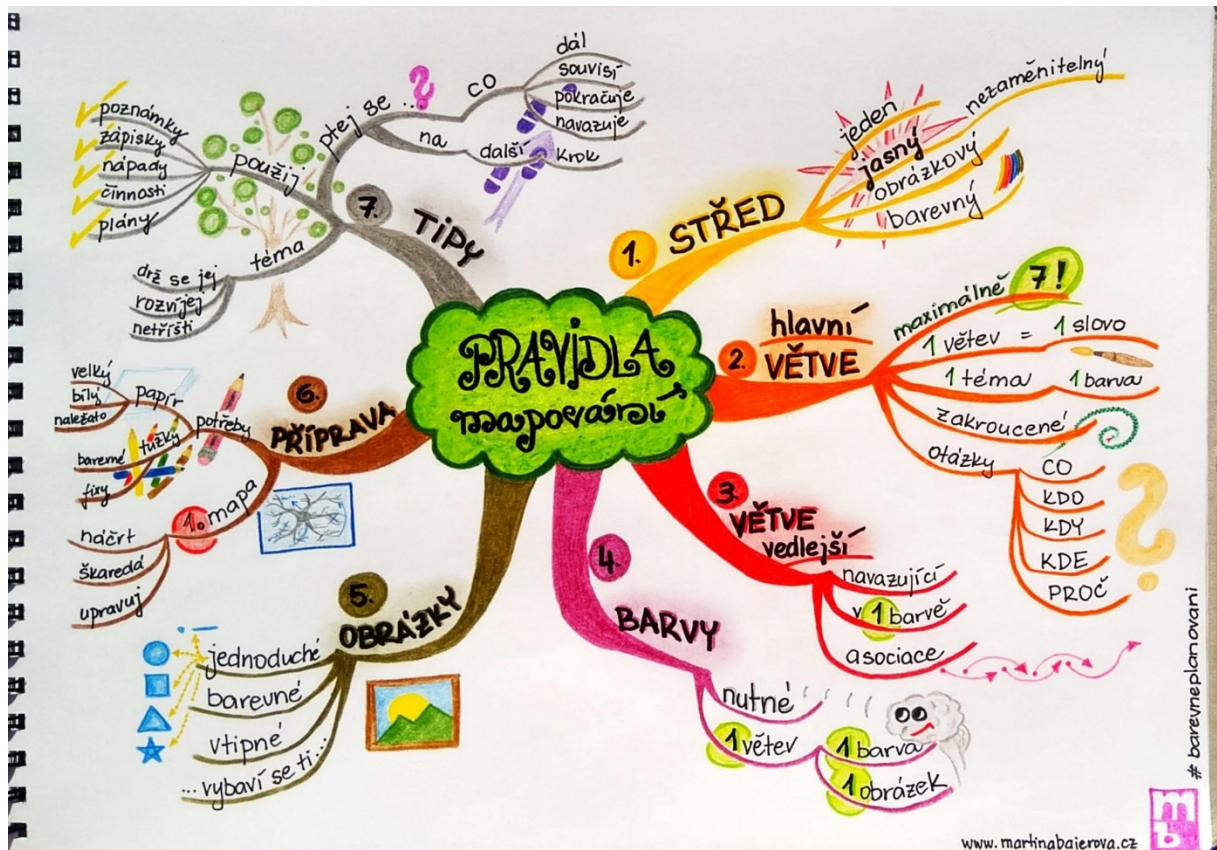 PRAVIDLA
mapování
1. STŘED
jeden
jasný
nezaměnitelný
obrázkový
barevný
2. hlavní
VĚTVE
maximálně 7!
1 větev = 1 slovo
1 téma 1 barva
zakroucené
otázky
CO
KDO
KDY
KDE
PROČ
?
3.
VĚTVE
vedlejší
navazující
v 1 barvě
asociace
4.
BARVY
nutné
1 větev
1 barva
1 obrázek
5.
OBRÁZKY
jednoduché
barevné
vtipné
... vybaví se ti...
6.
PŘÍPRAVA
potřeby
papír
velký
bílý
naležato
tužky
barevné
fixy
1. mapa
náčrt
škaredá
upravuj
7.
TIPY
ptej se ..?
co
dál
souvisí
pokračuje
navazuje
na další krok
použij
poznámky
zápisky
nápady
činnosti
plány
téma
drž se jej
rozvíjej
netříšti
# barevneplanovani
mb
www.martinabaierova.cz